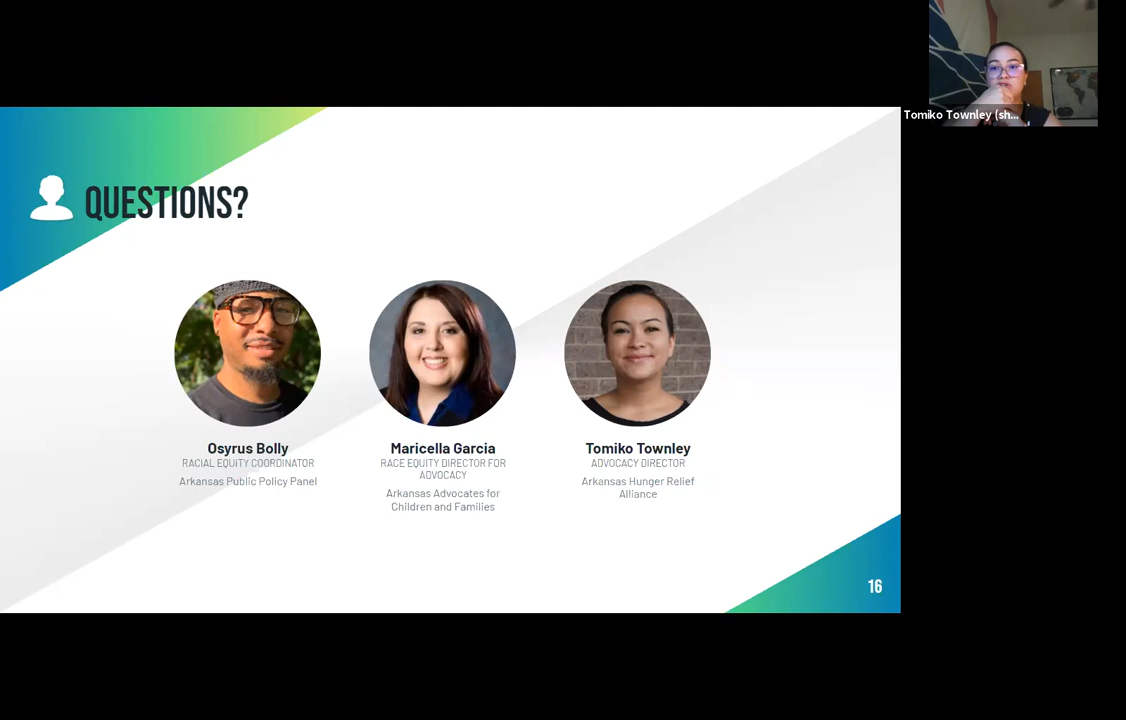 Tomiko Townley (sh...
QUESTIONS?
Osyrus Bolly
RACIAL EQUITY COORDINATOR
Arkansas Public Policy Panel
Maricella Garcia
RACE EQUITY DIRECTOR FOR
ADVOCACY
Arkansas Advocates for
Children and Families
Tomiko Townley
ADVOCACY DIRECTOR
Arkansas Hunger Relief
Alliance
16